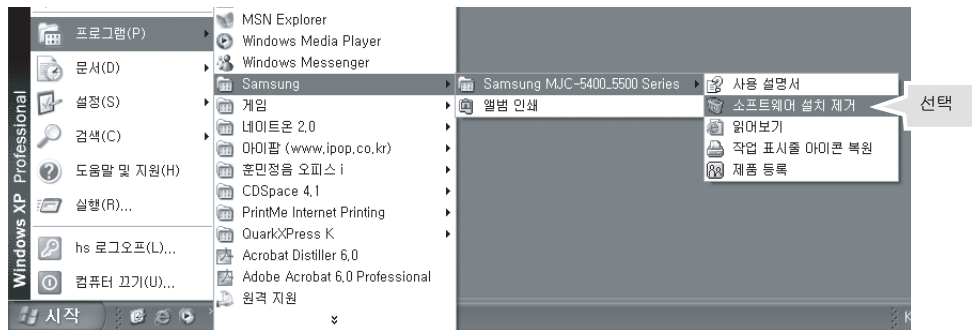 Windows XP Professional
프로그램(P)
문서(D)
설정(S)
검색(C)
도움말 및 지원(H)
실행(R)...
hs 로그오프(L)...
컴퓨터 끄기(U)...
시작
MSN Explorer
Windows Media Player
Windows Messenger
Samsung
게임
네이트온 2.0
아이팝 (www.ipop.co.kr)
훈민정음 오피스 i
CDSpace 4.1
PrintMe Internet Printing
QuarkXPress K
Acrobat Distiller 6.0
Adobe Acrobat 6.0 Professional
원격 지원
Samsung MJC-5400_5500 Series
앨범 인쇄
사용 설명서
소프트웨어 설치 제거
읽어보기
작업 표시줄 아이콘 복원
제품 등록
선택
K